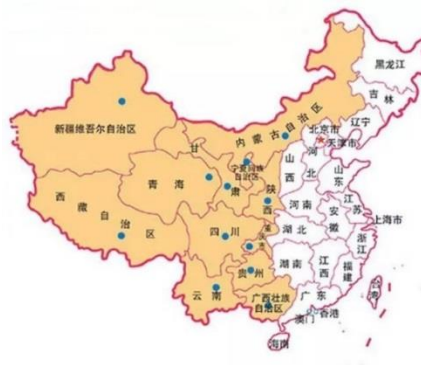 黑龙江
吉林
辽宁
内蒙古自治区
新疆维吾尔自治区
北京市
天津市
甘肃
宁夏回族
自治区
山西
河北
山东
青海
陕西
河南
江苏
安徽
上海市
西藏自治区
四川
重庆市
湖北
浙江
贵州
湖南
江西
福建
台湾
云南
广西壮族
自治区
广东
澳门
香港
海南